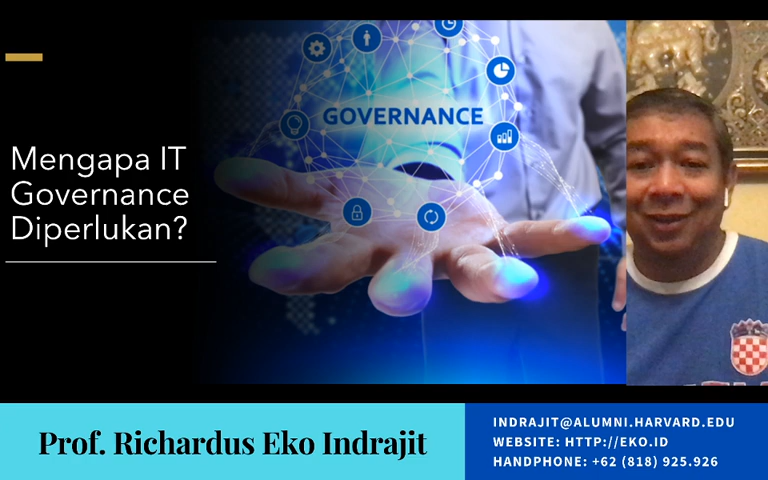 GOVERNANCE
Mengapa IT
Governance
Diperlukan?
Prof. Richardus Eko Indrajit
INDRAJIT@ALUMNI.HARVARD.EDU
WEBSITE: HTTP://EKO.ID
HANDPHONE: +62 (818) 925.926